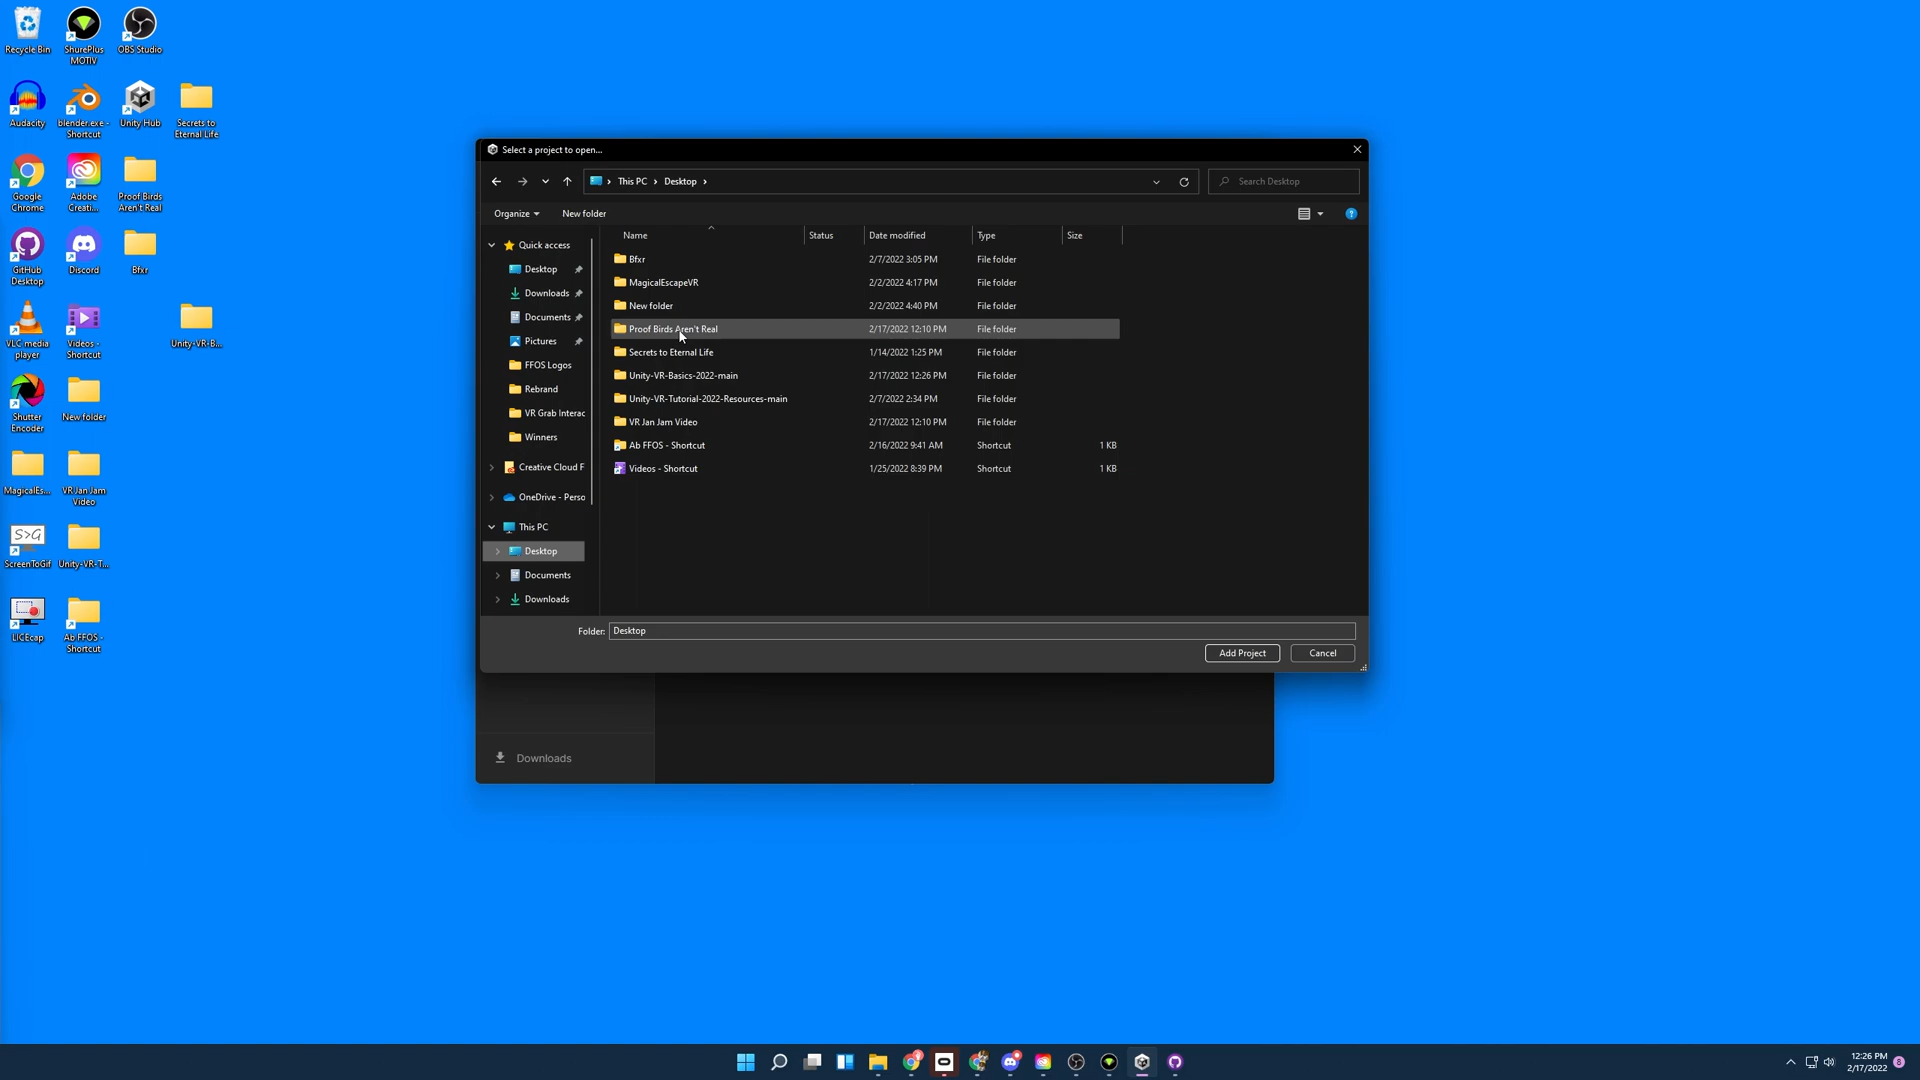 Recycle Bin
ShurePlus
MOTIV
OBS Studio
Audacity
blender.exe -
Shortcut
Unity Hub
Secrets to
Eternal Life
Google
Chrome
Adobe
Creati...
Proof Birds
Aren't Real
GitHub
Desktop
Discord
Bfxr
VLC media
player
Videos -
Shortcut
Unity-VR-B...
Shutter
Encoder
New folder
MagicalEs...
VR Jan Jam
Video
S>G
ScreenToGif
Unity-VR-T...
LICEcap
Ab FFOS -
Shortcut
Select a project to open...
This PC
Desktop
Search Desktop
Organize
New folder
Name
Status
Date modified
Type
Size
Quick access
Desktop
Downloads
Documents
Pictures
FFOS Logos
Rebrand
VR Grab Interac
Winners
Creative Cloud F
OneDrive - Perso
This PC
Desktop
Documents
Downloads
Bfxr 2/7/2022 3:05 PM File folder
MagicalEscapeVR 2/2/2022 4:17 PM File folder
New folder 2/2/2022 4:40 PM File folder
Proof Birds Aren't Real 2/17/2022 12:10 PM File folder
Secrets to Eternal Life 1/14/2022 1:25 PM File folder
Unity-VR-Basics-2022-main 2/17/2022 12:26 PM File folder
Unity-VR-Tutorial-2022-Resources-main 2/7/2022 2:34 PM File folder
VR Jan Jam Video 2/17/2022 12:10 PM File folder
Ab FFOS - Shortcut 2/16/2022 9:41 AM Shortcut 1 KB
Videos - Shortcut 1/25/2022 8:39 PM Shortcut 1 KB
Folder: Desktop
Add Project
Cancel
Downloads
12:26 PM
2/17/2022
8